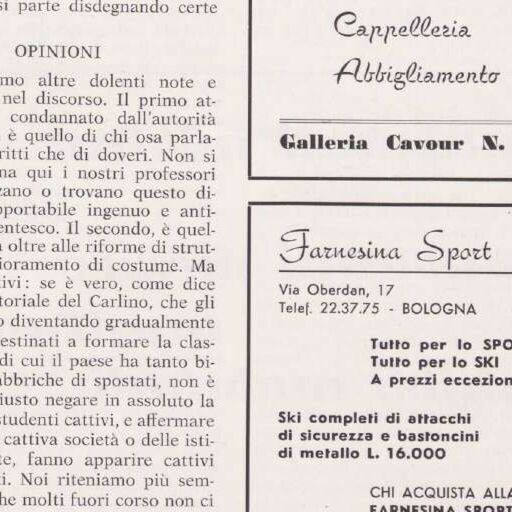 si parte disdegnando certe
OPINIONI
mo altre dolenti note e
nel discorso. Il primo at-
condannato dall'autorità
è quello di chi osa parla-
ritti che di doveri. Non si
na qui i nostri professori
zano o trovano questo di-
pportabile ingenuo e anti-
entesco. Il secondo, è quel-
a oltre alle riforme di strut-
ioramento di costume. Ma
tivi: se è vero, come dice
toriale del Carlino, che gli
o diventando gradualmente
estinati a formare la clas-
di cui il paese ha tanto bi-
abbriche di spostati, non è
iusto negare in assoluto la
studenti cattivi, e affermare
cattiva società o delle isti-
te, fanno apparire cattivi
i. Noi riteniamo più sem-
he molti fuori corso non ci
Cappelleria
Abbigliamento
Galleria Cavour N.
Farnesina Sport
Via Oberdan, 17
Telef. 22.37.75 - BOLOGNA
Tutto per lo SPO
Tutto per lo SKI
A prezzi eccezion
Ski completi di attacchi
di sicurezza e bastoncini
di metallo L. 16.000
CHI ACQUISTA ALLA
FARNESINA SPORT